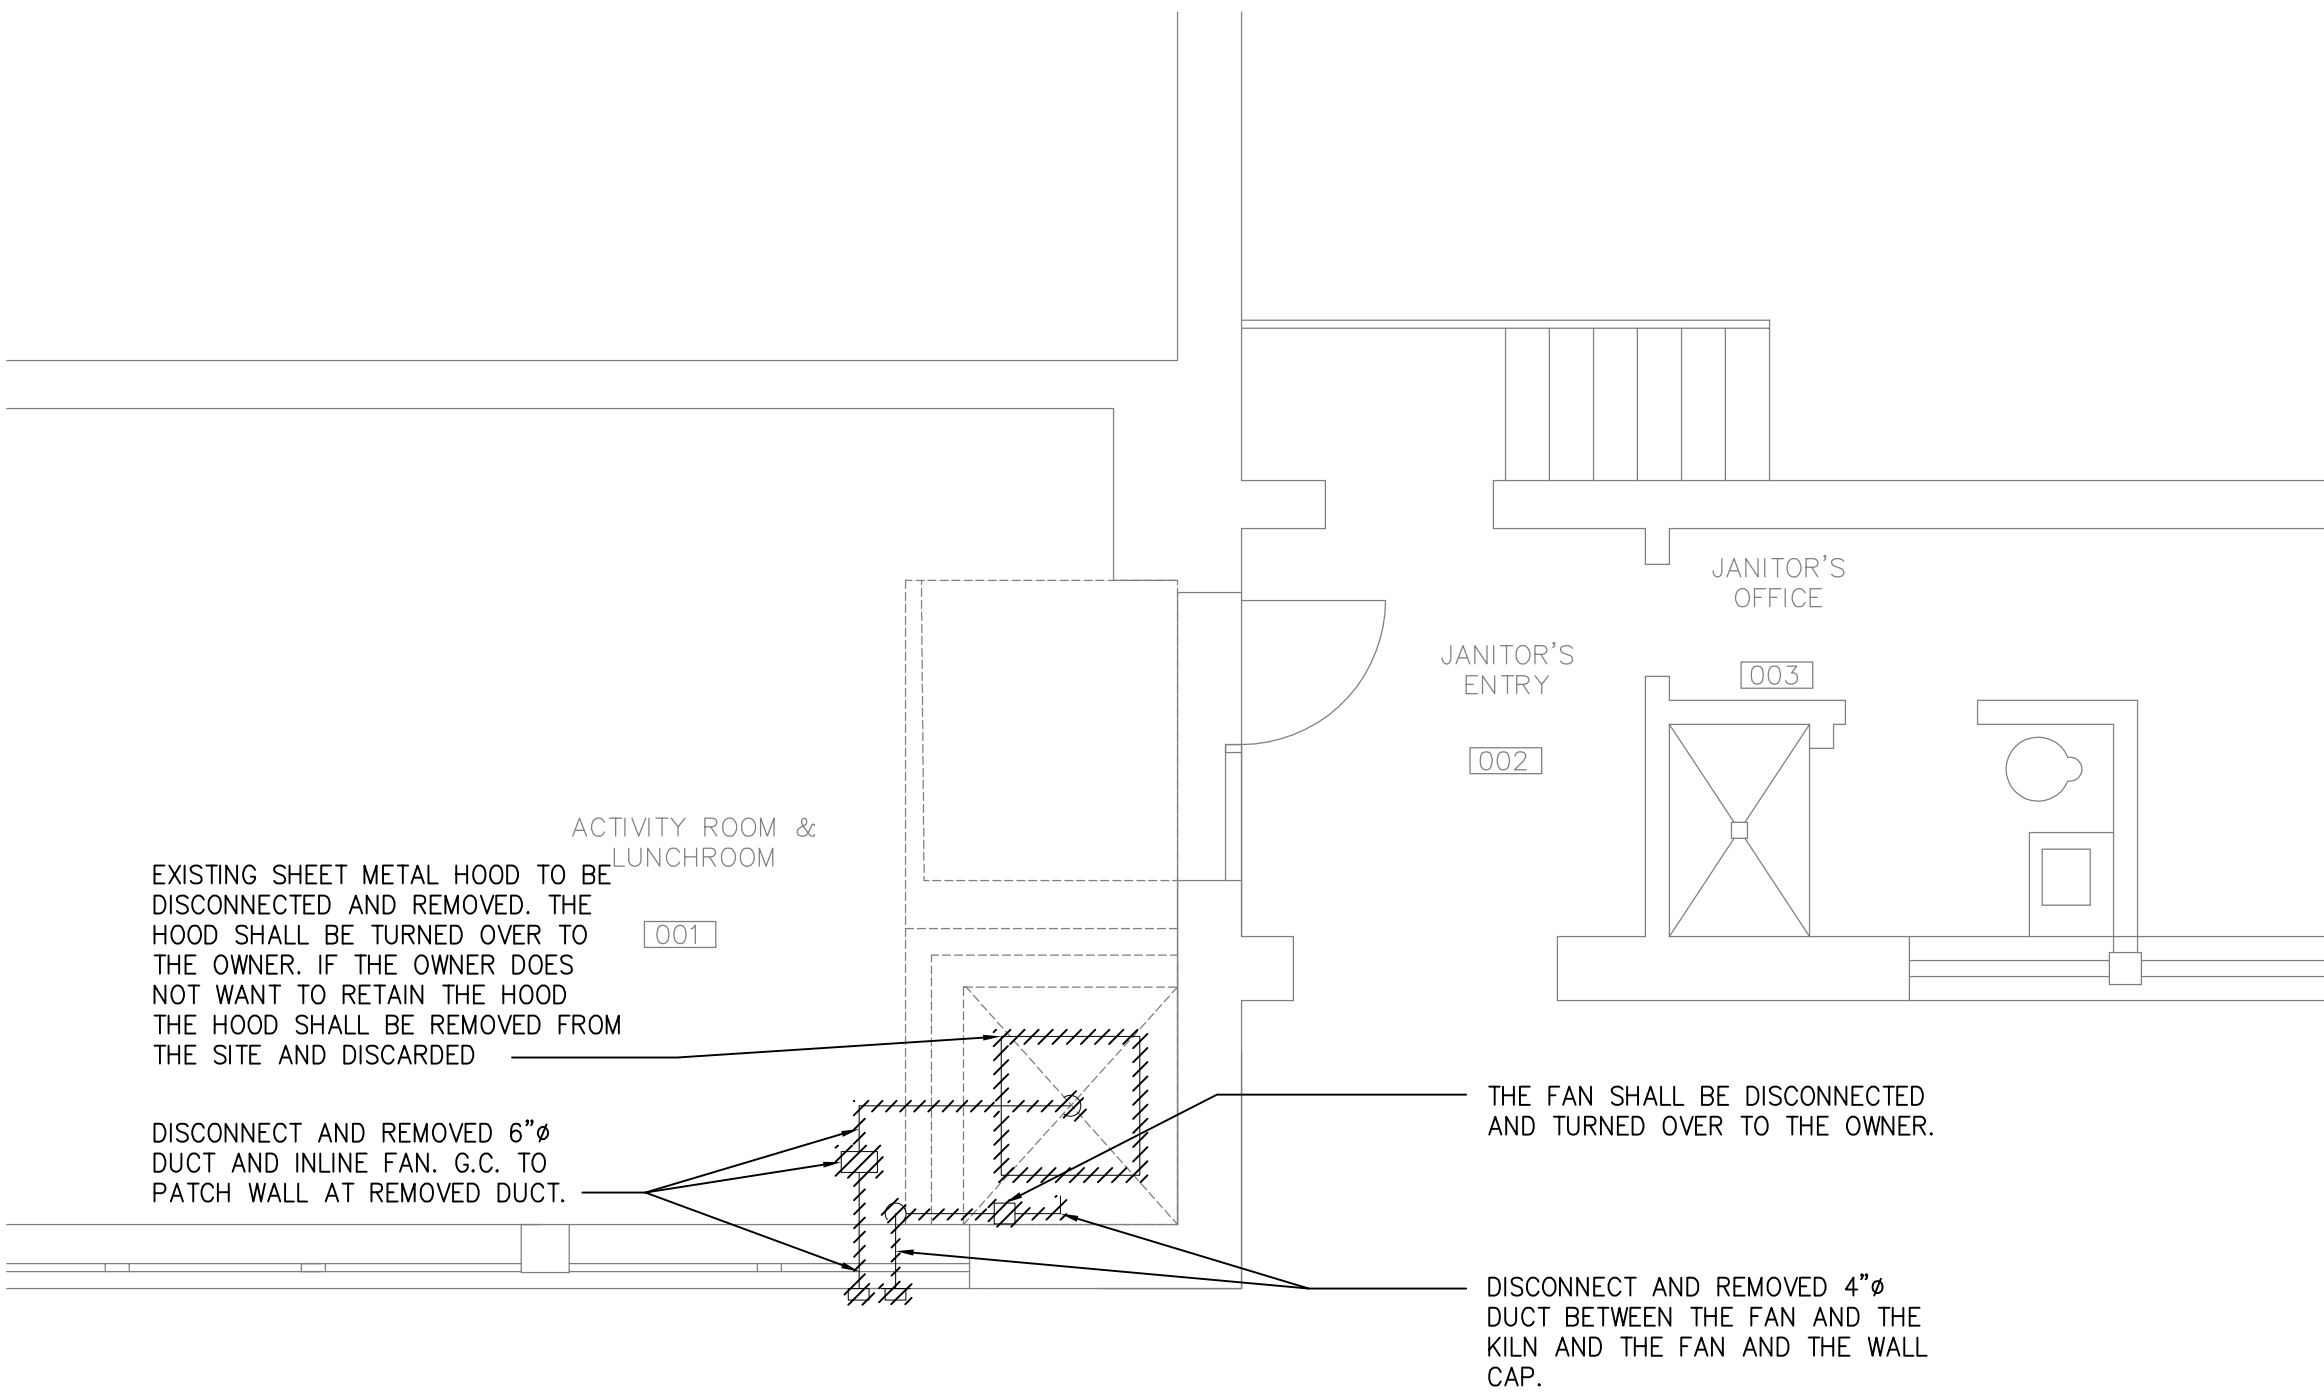 JANITOR'S
OFFICE
003
JANITOR'S
ENTRY
002
ACTIVITY ROOM &
LUNCHROOM
001
EXISTING SHEET METAL HOOD TO BE
DISCONNECTED AND REMOVED. THE
HOOD SHALL BE TURNED OVER TO
THE OWNER. IF THE OWNER DOES
NOT WANT TO RETAIN THE HOOD
THE HOOD SHALL BE REMOVED FROM
THE SITE AND DISCARDED
DISCONNECT AND REMOVED 6"ø
DUCT AND INLINE FAN. G.C. TO
PATCH WALL AT REMOVED DUCT.
THE FAN SHALL BE DISCONNECTED
AND TURNED OVER TO THE OWNER.
DISCONNECT AND REMOVED 4"ø
DUCT BETWEEN THE FAN AND THE
KILN AND THE FAN AND THE WALL
CAP.